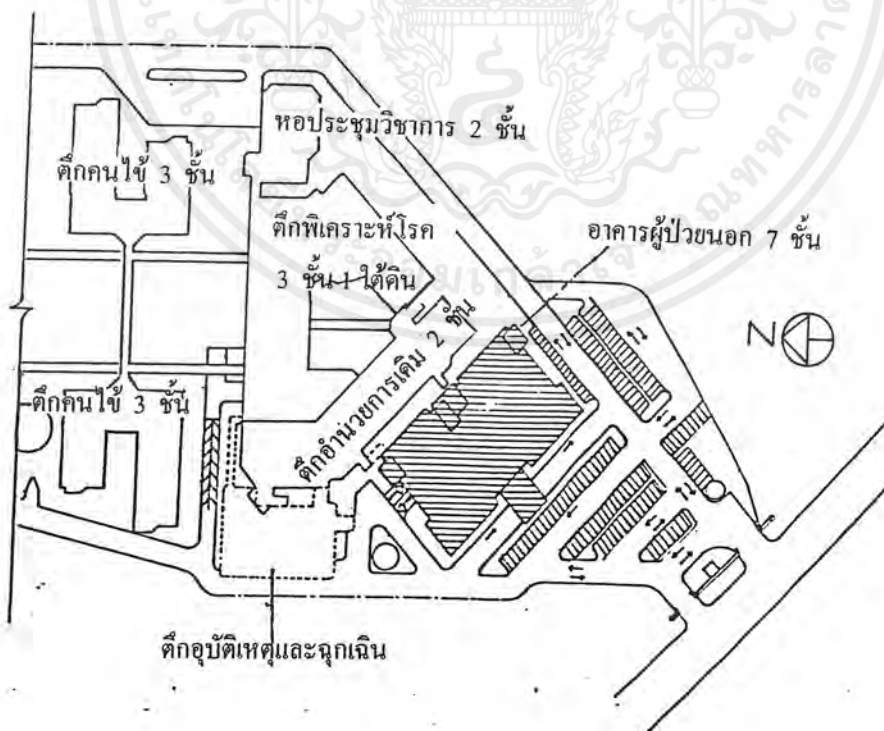 หอประชุมวิชาการ 2 ชั้น
ตึกคนไข้ 3 ชั้น
ตึกพิเคราะห์โรค
3 ชั้น 1 ใต้ดิน
อาคารผู้ป่วยนอก 7 ชั้น
N
ตึกอำนวยการเดิม 2 ชั้น
ตึกคนไข้ 3 ชั้น
ตึกอุบัติเหตุและฉุกเฉิน